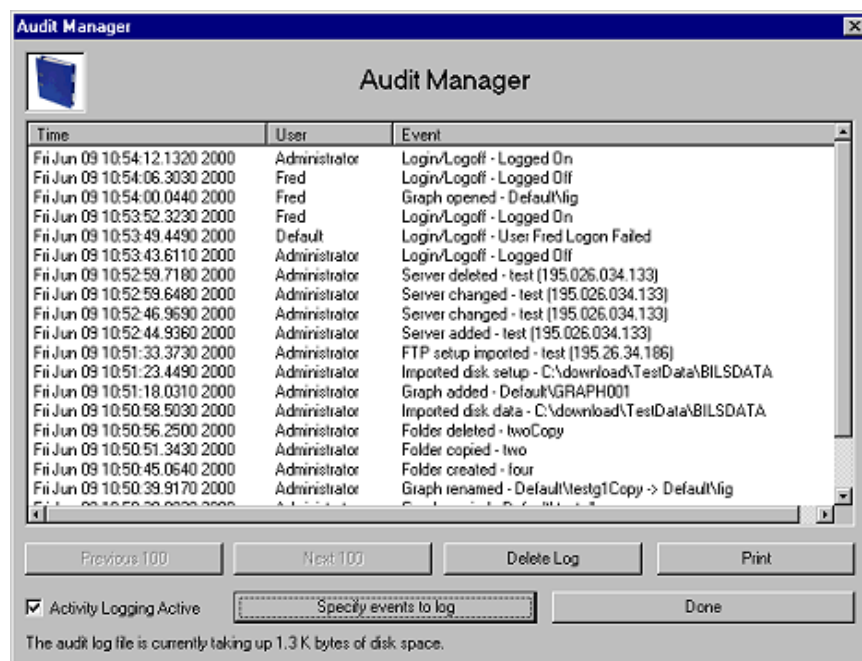 Audit Manager
Audit Manager
Time User Event
Fri Jun 09 10:54:12.1320 2000 Administrator Login/Logoff - Logged On
Fri Jun 09 10:54:06.3030 2000 Fred Login/Logoff - Logged Off
Fri Jun 09 10:54:00.0440 2000 Fred Graph opened - Default\fig
Fri Jun 09 10:53:52.3230 2000 Fred Login/Logoff - Logged On
Fri Jun 09 10:53:49.4490 2000 Default Login/Logoff - User Fred Logon Failed
Fri Jun 09 10:53:43.6110 2000 Administrator Login/Logoff - Logged Off
Fri Jun 09 10:52:59.7180 2000 Administrator Server deleted - test (195.026.034.133)
Fri Jun 09 10:52:59.6480 2000 Administrator Server changed - test (195.026.034.133)
Fri Jun 09 10:52:46.9690 2000 Administrator Server changed - test (195.026.034.133)
Fri Jun 09 10:52:44.9360 2000 Administrator Server added - test (195.026.034.133)
Fri Jun 09 10:51:33.3730 2000 Administrator FTP setup imported - test (195.26.34.186)
Fri Jun 09 10:51:23.4490 2000 Administrator Imported disk setup - C:\download\TestData\BILSDATA
Fri Jun 09 10:51:18.0310 2000 Administrator Graph added - Default\GRAPH001
Fri Jun 09 10:50:58.5030 2000 Administrator Imported disk data - C:\download\TestData\BILSDATA
Fri Jun 09 10:50:56.2500 2000 Administrator Folder deleted - twoCopy
Fri Jun 09 10:50:51.3430 2000 Administrator Folder copied - two
Fri Jun 09 10:50:45.0640 2000 Administrator Folder created - four
Fri Jun 09 10:50:39.9170 2000 Administrator Graph renamed - Default\testg1Copy -> Default\fig
Previous 100 Next 100 Delete Log Print
Activity Logging Active Specify events to log Done
The audit log file is currently taking up 1.3 K bytes of disk space.